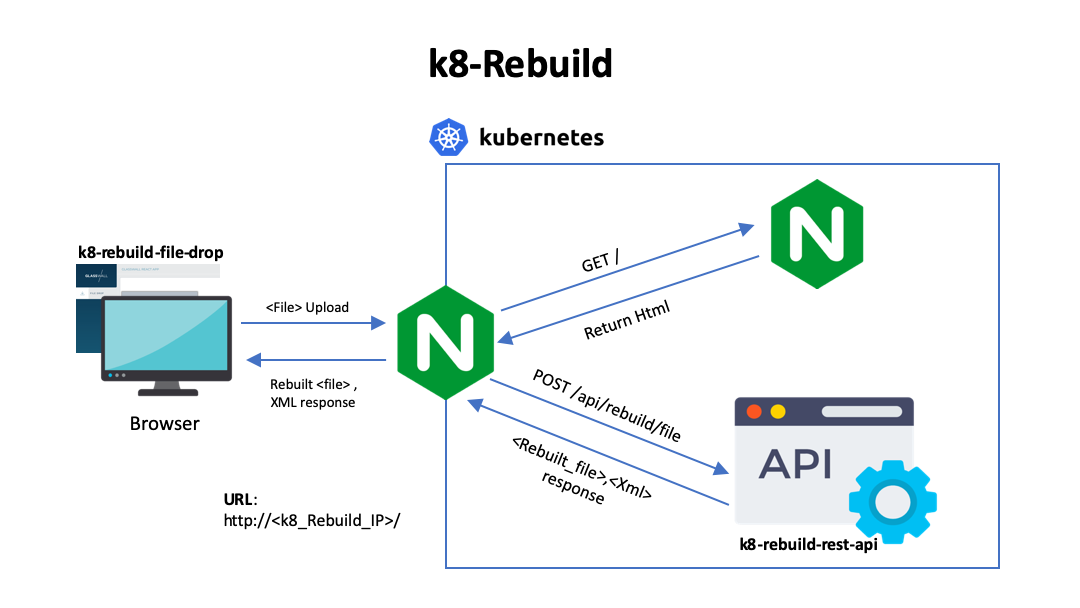 k8-Rebuild
kubernetes
k8-rebuild-file-drop
GLASSWALL
<File> Upload
Rebuilt <file> ,
XML response
Browser
GET /
Return Html
POST /api/rebuild/file
<Rebuilt_file>,<Xml>
response
API
k8-rebuild-rest-api
URL:
http://<k8_Rebuild_IP>/